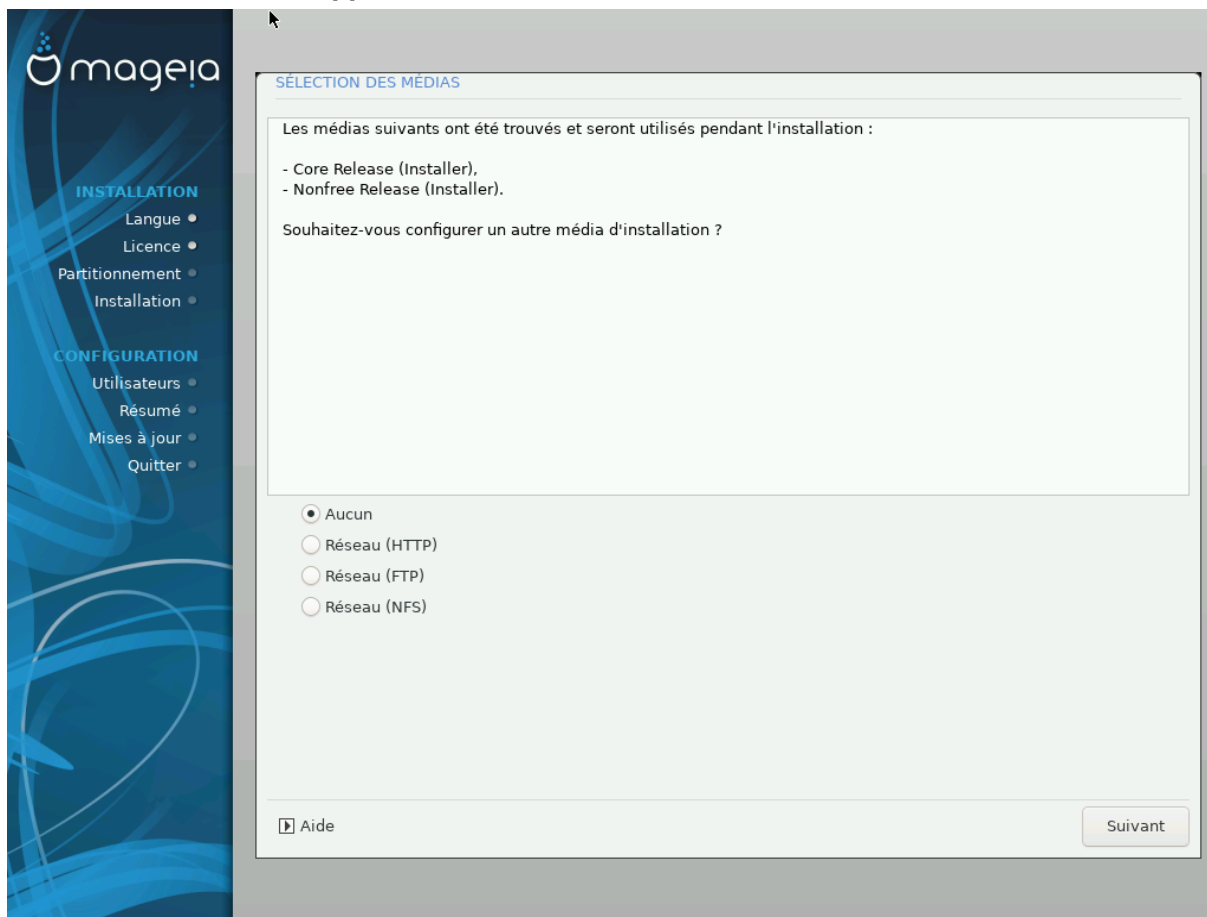 mageia
INSTALLATION
Langue
Licence
Partitionnement
Installation
CONFIGURATION
Utilisateurs
Résumé
Mises à jour
Quitter
SÉLECTION DES MÉDIAS
Les médias suivants ont été trouvés et seront utilisés pendant l'installation :
- Core Release (Installer),
- Nonfree Release (Installer).
Souhaitez-vous configurer un autre média d'installation ?
Aucun
Réseau (HTTP)
Réseau (FTP)
Réseau (NFS)
Aide
Suivant